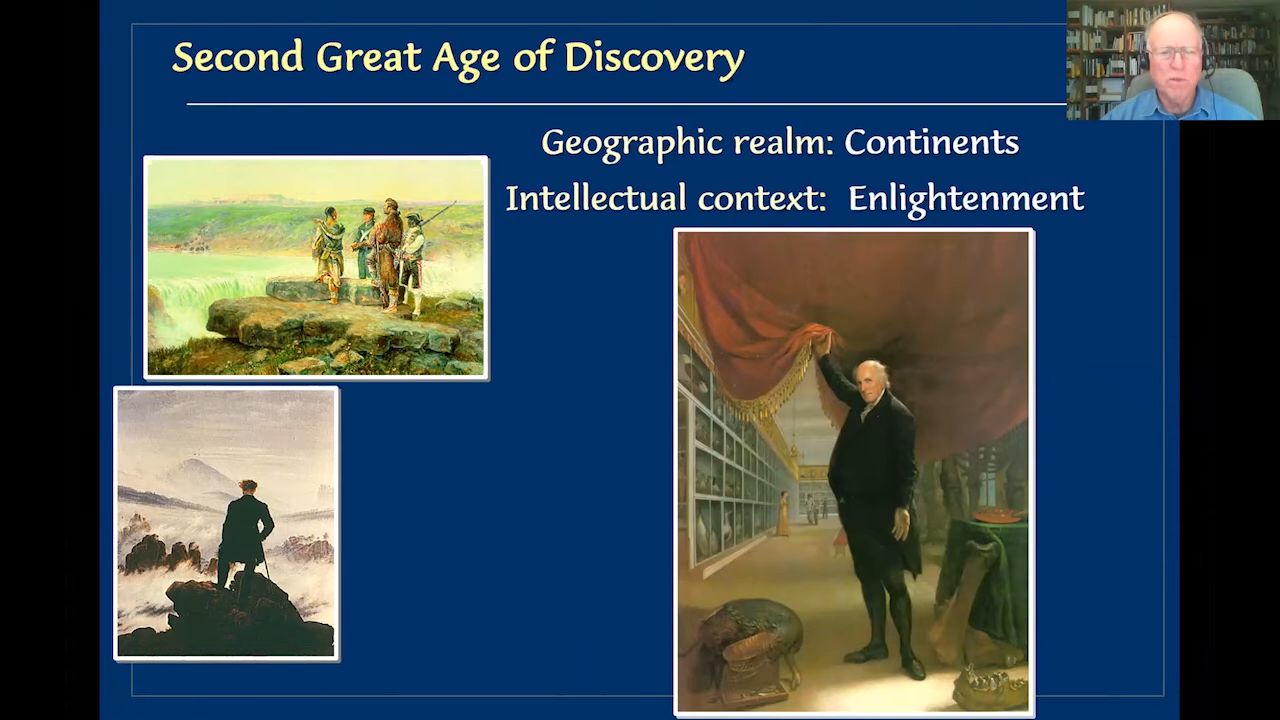 Second Great Age of Discovery
Geographic realm: Continents
Intellectual context: Enlightenment